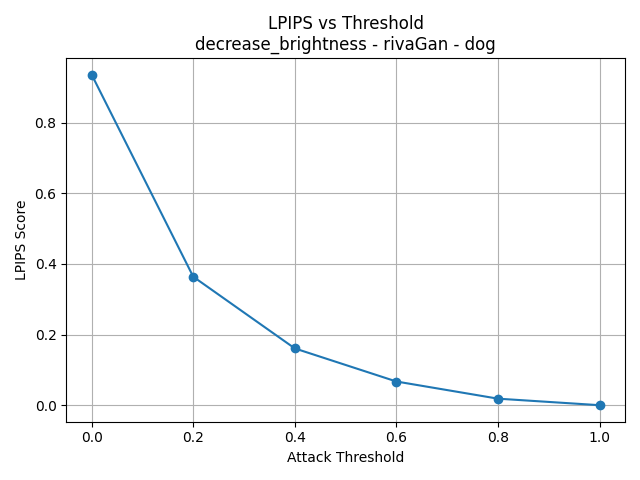 LPIPS vs Threshold
decrease_brightness - rivaGan - dog
LPIPS Score
0.8
0.6
0.4
0.2
0.0
0.0 0.2 0.4 0.6 0.8 1.0
Attack Threshold